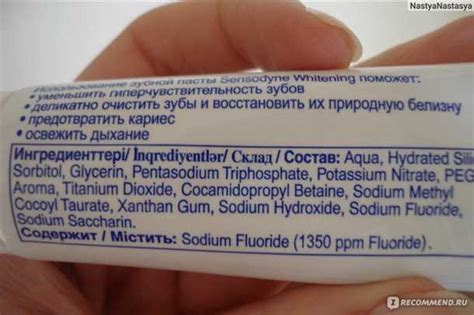 NastyaNastasya
Использование зубной пасты Sensodyne Whitening поможет:
• уменьшить гиперчувствительность зубов
• деликатно очистить зубы и восстановить их природную белизну
• предотвратить кариес
• освежить дыхание
Ингредиенттері/ İnqrediyentlər/ Склад / Состав: Aqua, Hydrated Sili
Sorbitol, Glycerin, Pentasodium Triphosphate, Potassium Nitrate, PEG
Aroma, Titanium Dioxide, Cocamidopropyl Betaine, Sodium Methyl
Cocoyl Taurate, Xanthan Gum, Sodium Hydroxide, Sodium Fluoride,
Sodium Saccharin.
Содержит / Містить: Sodium Fluoride (1350 ppm Fluoride).
I RECOMMEND.RU